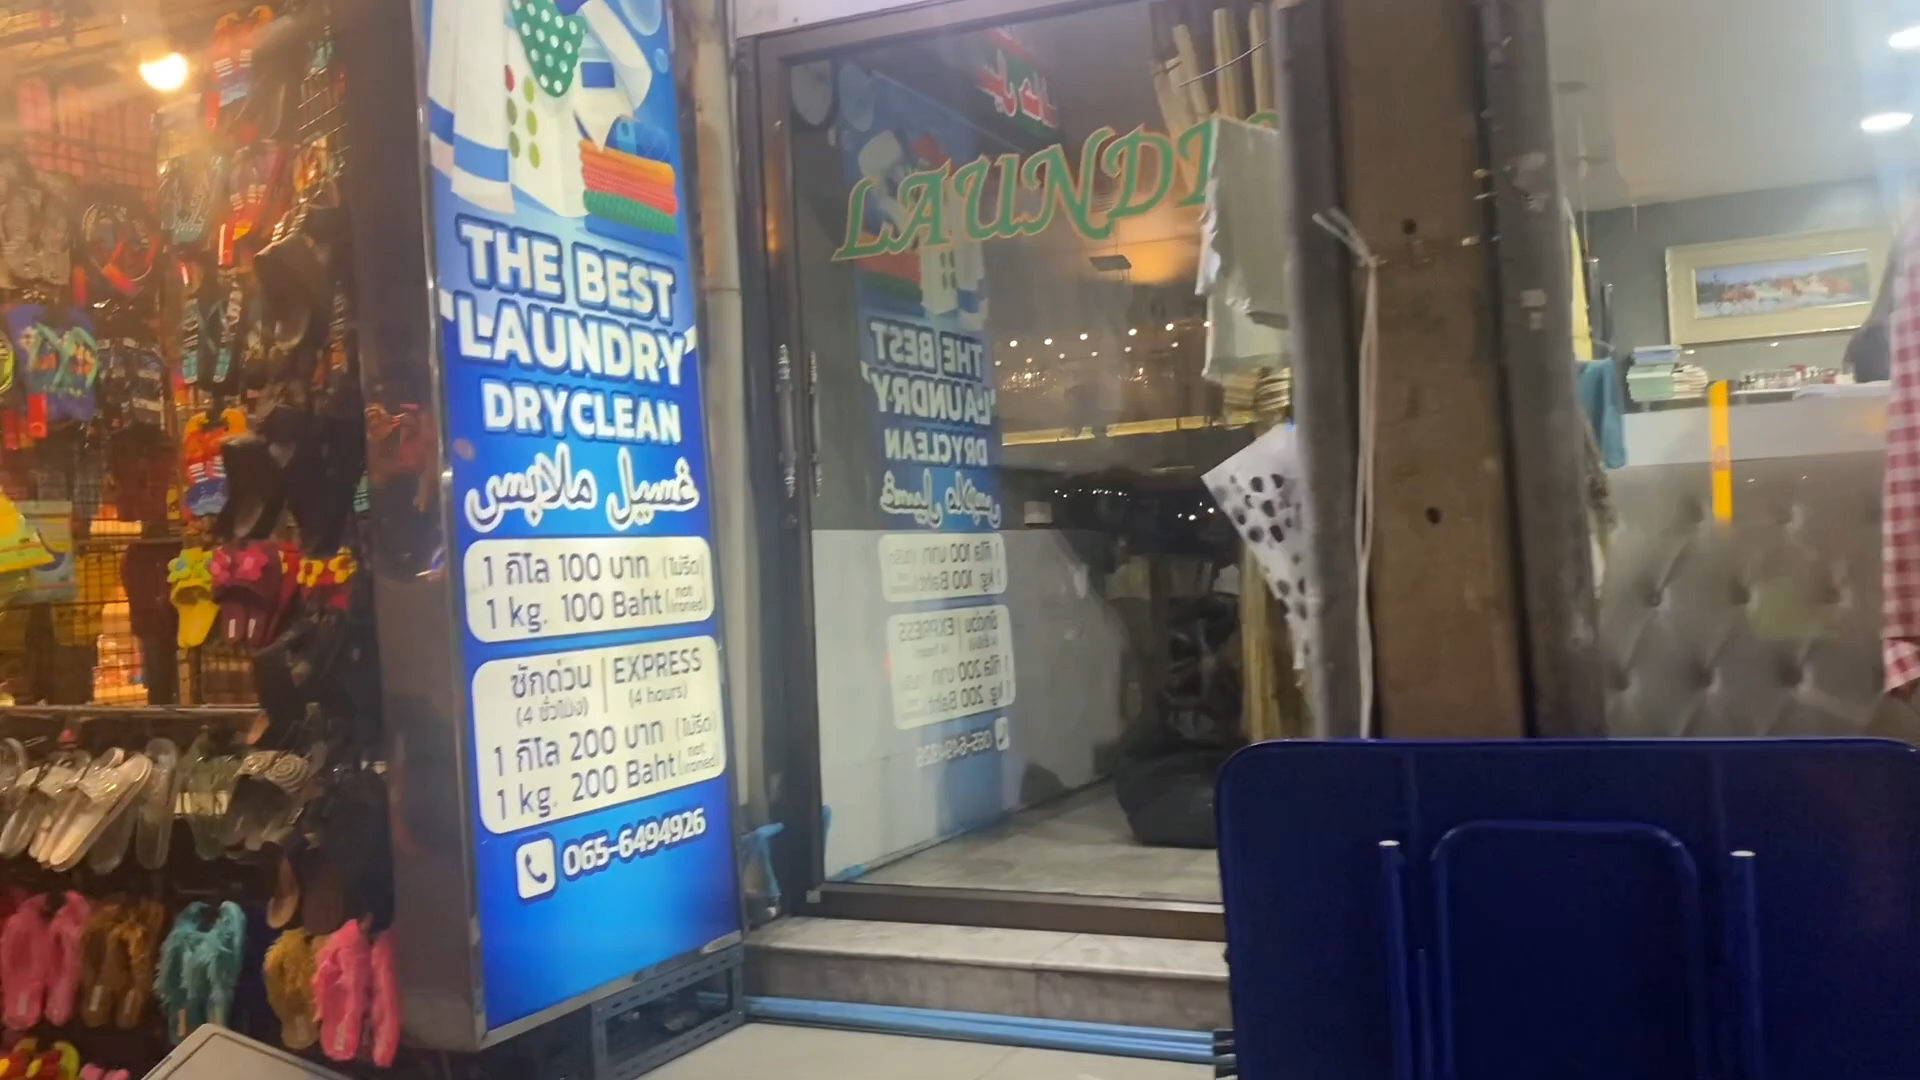 THE BEST
'LAUNDRY'
DRYCLEAN
غسيل ملابس
1 กิโล 100 บาท (ไม่รีด)
1 kg. 100 Baht (not ironed)
ซักด่วน | EXPRESS
(4 ชั่วโมง) (4 hours)
1 กิโล 200 บาท (ไม่รีด)
1 kg. 200 Baht (not ironed)
065-6494926
LAUND